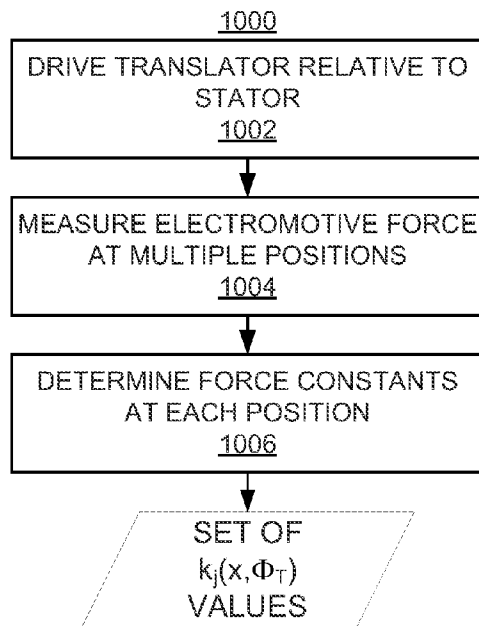 1000
DRIVE TRANSLATOR RELATIVE TO
STATOR
1002
MEASURE ELECTROMOTIVE FORCE
AT MULTIPLE POSITIONS
1004
DETERMINE FORCE CONSTANTS
AT EACH POSITION
1006
SET OF
kⱼ(x,Φ_T)
VALUES